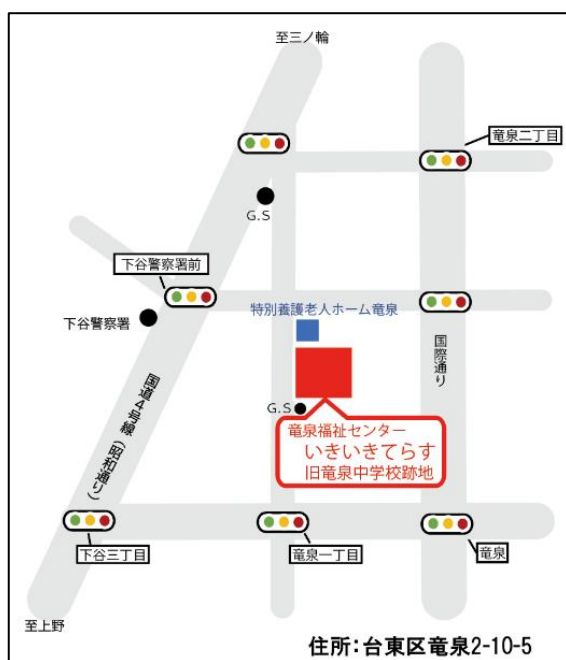 至三ノ輪
竜泉二丁目
G.S
下谷警察署前
下谷警察署
特別養護老人ホーム竜泉
国際通り
国道4号線(昭和通り)
G.S
竜泉福祉センター
いきいきてらす
旧竜泉中学校跡地
下谷三丁目
竜泉一丁目
竜泉
至上野
住所:台東区竜泉2-10-5